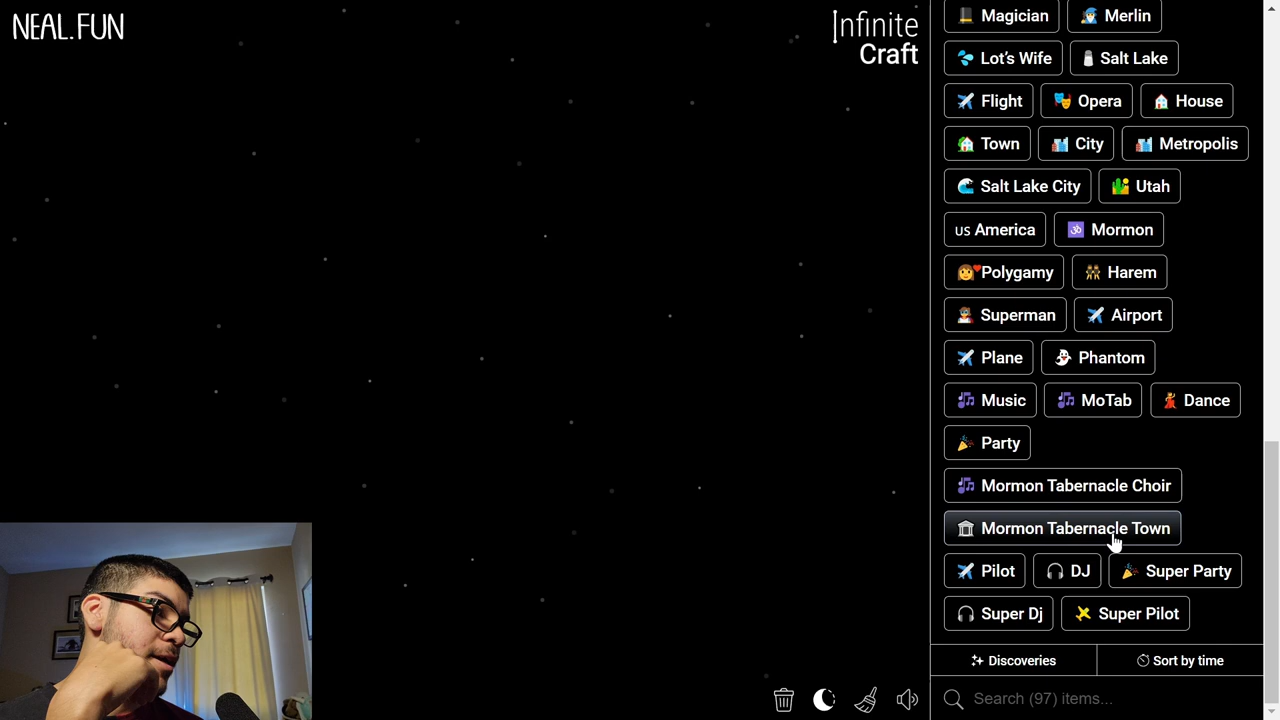 NEAL.FUN
Infinite
Craft
Magician Merlin
Lot's Wife Salt Lake
Flight Opera House
Town City Metropolis
Salt Lake City Utah
US America Mormon
Polygamy Harem
Superman Airport
Plane Phantom
Music MoTab Dance
Party
Mormon Tabernacle Choir
Mormon Tabernacle Town
Pilot DJ Super Party
Super Dj Super Pilot
Discoveries Sort by time
Search (97) items...